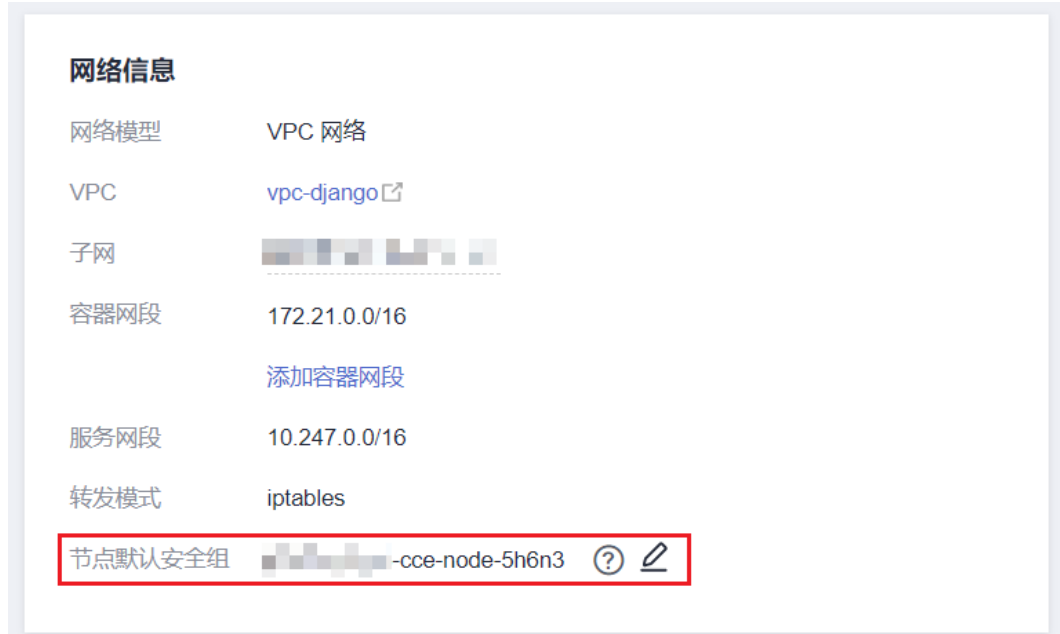 网络信息
网络模型 VPC 网络
VPC vpc-django
子网
容器网段 172.21.0.0/16
添加容器网段
服务网段 10.247.0.0/16
转发模式 iptables
节点默认安全组 -cce-node-5h6n3